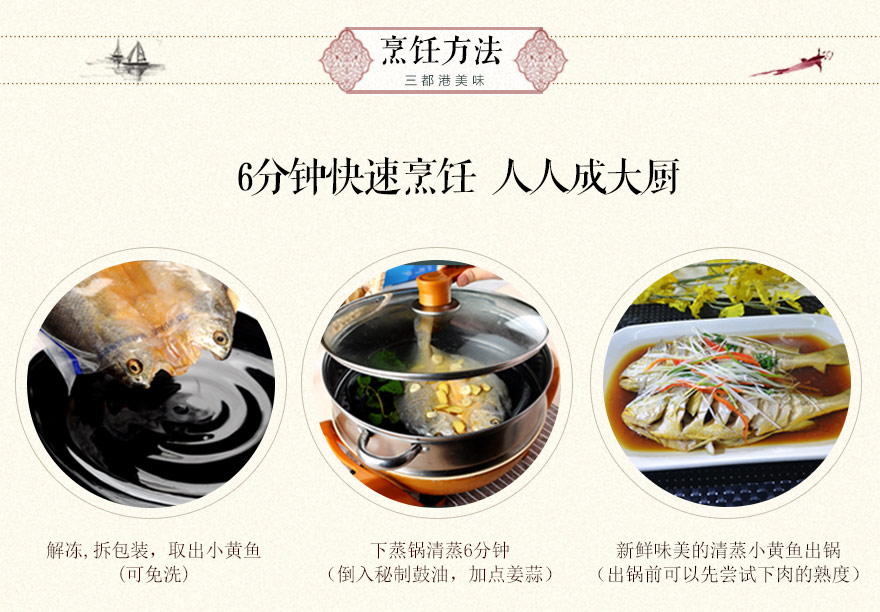 烹饪方法
三都港美味
6分钟快速烹饪 人人成大厨
解冻,拆包装，取出小黄鱼
(可免洗)
下蒸锅清蒸6分钟
（倒入秘制鼓油，加点姜蒜）
新鲜味美的清蒸小黄鱼出锅
（出锅前可以先尝试下肉的熟度）